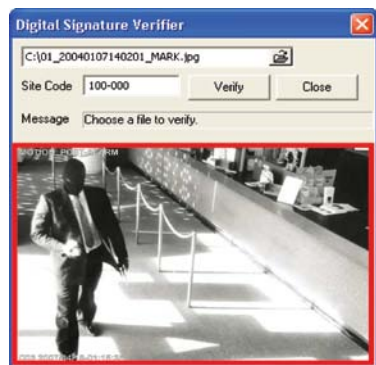 Digital Signature Verifier
C:\01_20040107140201_MARK.jpg
Site Code 100-000 Verify Close
Message Choose a file to verify.